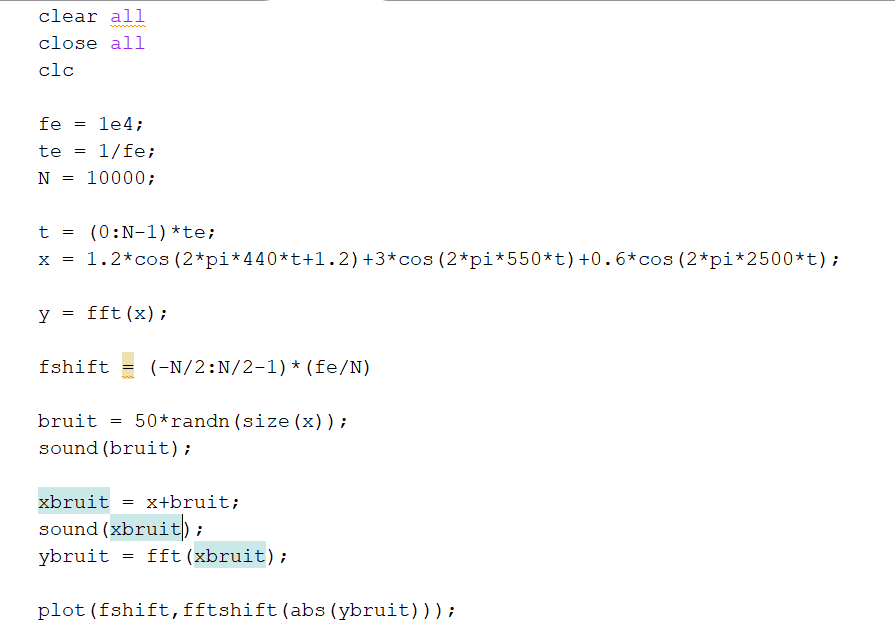 clear all
close all
clc
fe = 1e4;
te = 1/fe;
N = 10000;
t = (0:N-1)*te;
x = 1.2*cos(2*pi*440*t+1.2)+3*cos(2*pi*550*t)+0.6*cos(2*pi*2500*t);
y = fft(x);
fshift = (-N/2:N/2-1)*(fe/N)
bruit = 50*randn(size(x));
sound(bruit);
xbruit = x+bruit;
sound(xbruit);
ybruit = fft(xbruit);
plot(fshift,fftshift(abs(ybruit)));